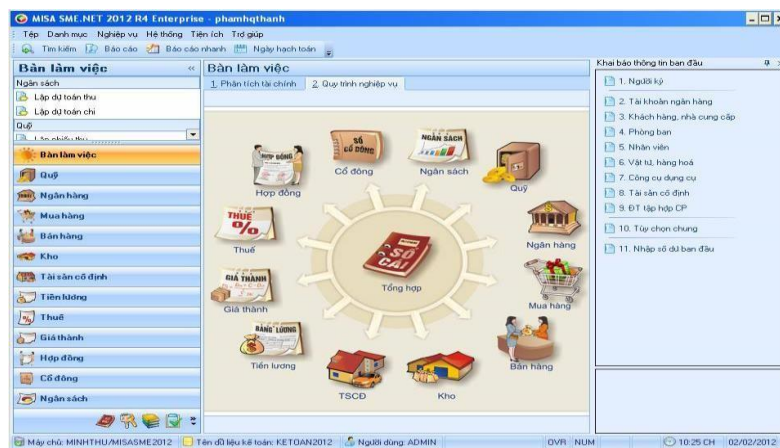 MISA SME.NET 2012 R4 Enterprise - phamhqthanh
Tệp Danh mục Nghiệp vụ Hệ thống Tiện ích Trợ giúp
Tìm kiếm Báo cáo Báo cáo nhanh Ngày hạch toán
Bàn làm việc
Ngân sách
Lập dự toán thu
Lập dự toán chi
Quỹ
Lập phiếu thu
Bàn làm việc
Quỹ
Ngân hàng
Mua hàng
Bán hàng
Kho
Tài sản cố định
Tiền lương
Thuế
Giá thành
Hợp đồng
Cổ đông
Ngân sách
Bàn làm việc
1. Phân tích tài chính 2. Quy trình nghiệp vụ
HỢP ĐỒNG
Hợp đồng
SỔ CỔ ĐÔNG
Cổ đông
NGÂN SÁCH
Ngân sách
Quỹ
THUẾ %
Thuế
Ngân hàng
SỔ CÁI
Tổng hợp
GIÁ THÀNH
Giá thành
Mua hàng
BẢNG LƯƠNG
Tiền lương
Bán hàng
TSCĐ
Kho
Khai báo thông tin ban đầu
1. Người ký
2. Tài khoản ngân hàng
3. Khách hàng, nhà cung cấp
4. Phòng ban
5. Nhân viên
6. Vật tư, hàng hoá
7. Công cụ dụng cụ
8. Tài sản cố định
9. ĐT tập hợp CP
10. Tùy chọn chung
11. Nhập số dư ban đầu
Máy chủ: MINHTHU/MISASME2012 Tên dữ liệu kế toán: KETOAN2012 Người dùng: ADMIN OVR NUM 10:25 CH 02/02/2012